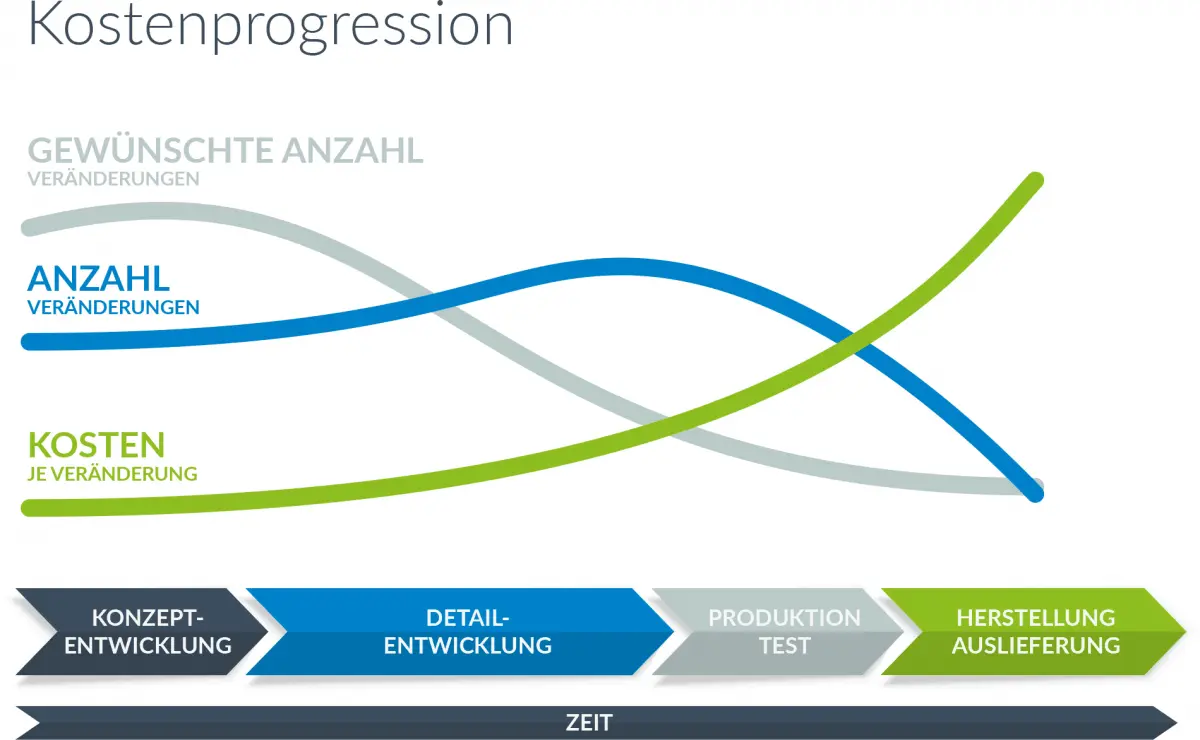 Kostenprogression
GEWÜNSCHTE ANZAHL
VERÄNDERUNGEN
ANZAHL
VERÄNDERUNGEN
KOSTEN
JE VERÄNDERUNG
KONZEPT-
ENTWICKLUNG
DETAIL-
ENTWICKLUNG
PRODUKTION
TEST
HERSTELLUNG
AUSLIEFERUNG
ZEIT